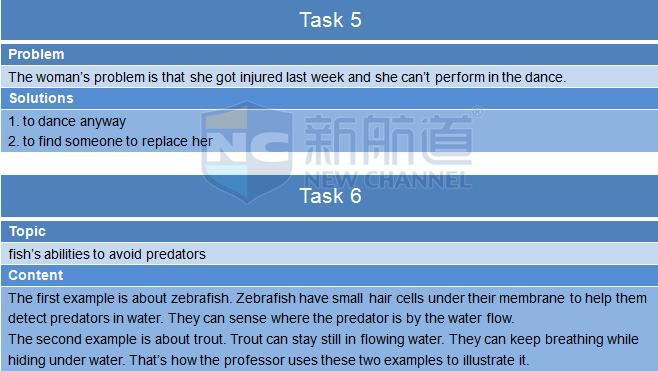 Task 5
Problem
The woman's problem is that she got injured last week and she can't perform in the dance.
Solutions
1. to dance anyway
2. to find someone to replace her
NC 新航道®
NEW CHANNEL
Task 6
Topic
fish's abilities to avoid predators
Content
The first example is about zebrafish. Zebrafish have small hair cells under their membrane to help them
detect predators in water. They can sense where the predator is by the water flow.
The second example is about trout. Trout can stay still in flowing water. They can keep breathing while
hiding under water. That's how the professor uses these two examples to illustrate it.